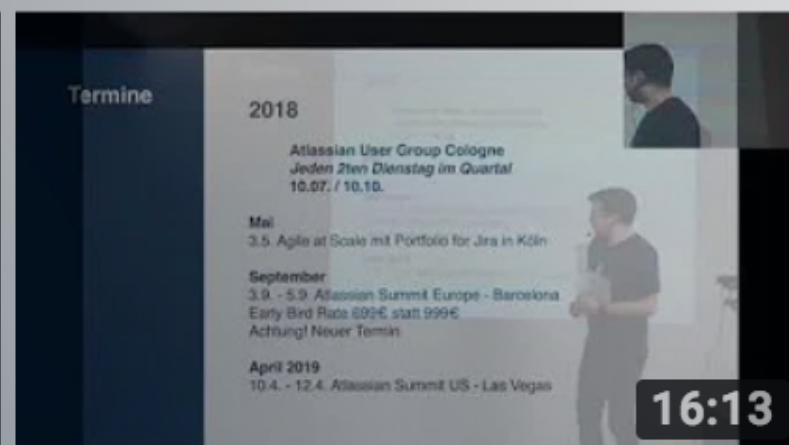 Termine
2018
Atlassian User Group Cologne
Jeden 2ten Dienstag im Quartal
10.07. / 10.10.
Mai
3.5. Agile at Scale mit Portfolio for Jira in Köln
September
3.9. - 5.9. Atlassian Summit Europe - Barcelona
Early Bird Rate 699€ statt 999€
Achtung! Neuer Termin
April 2019
10.4. - 12.4. Atlassian Summit US - Las Vegas
16:13